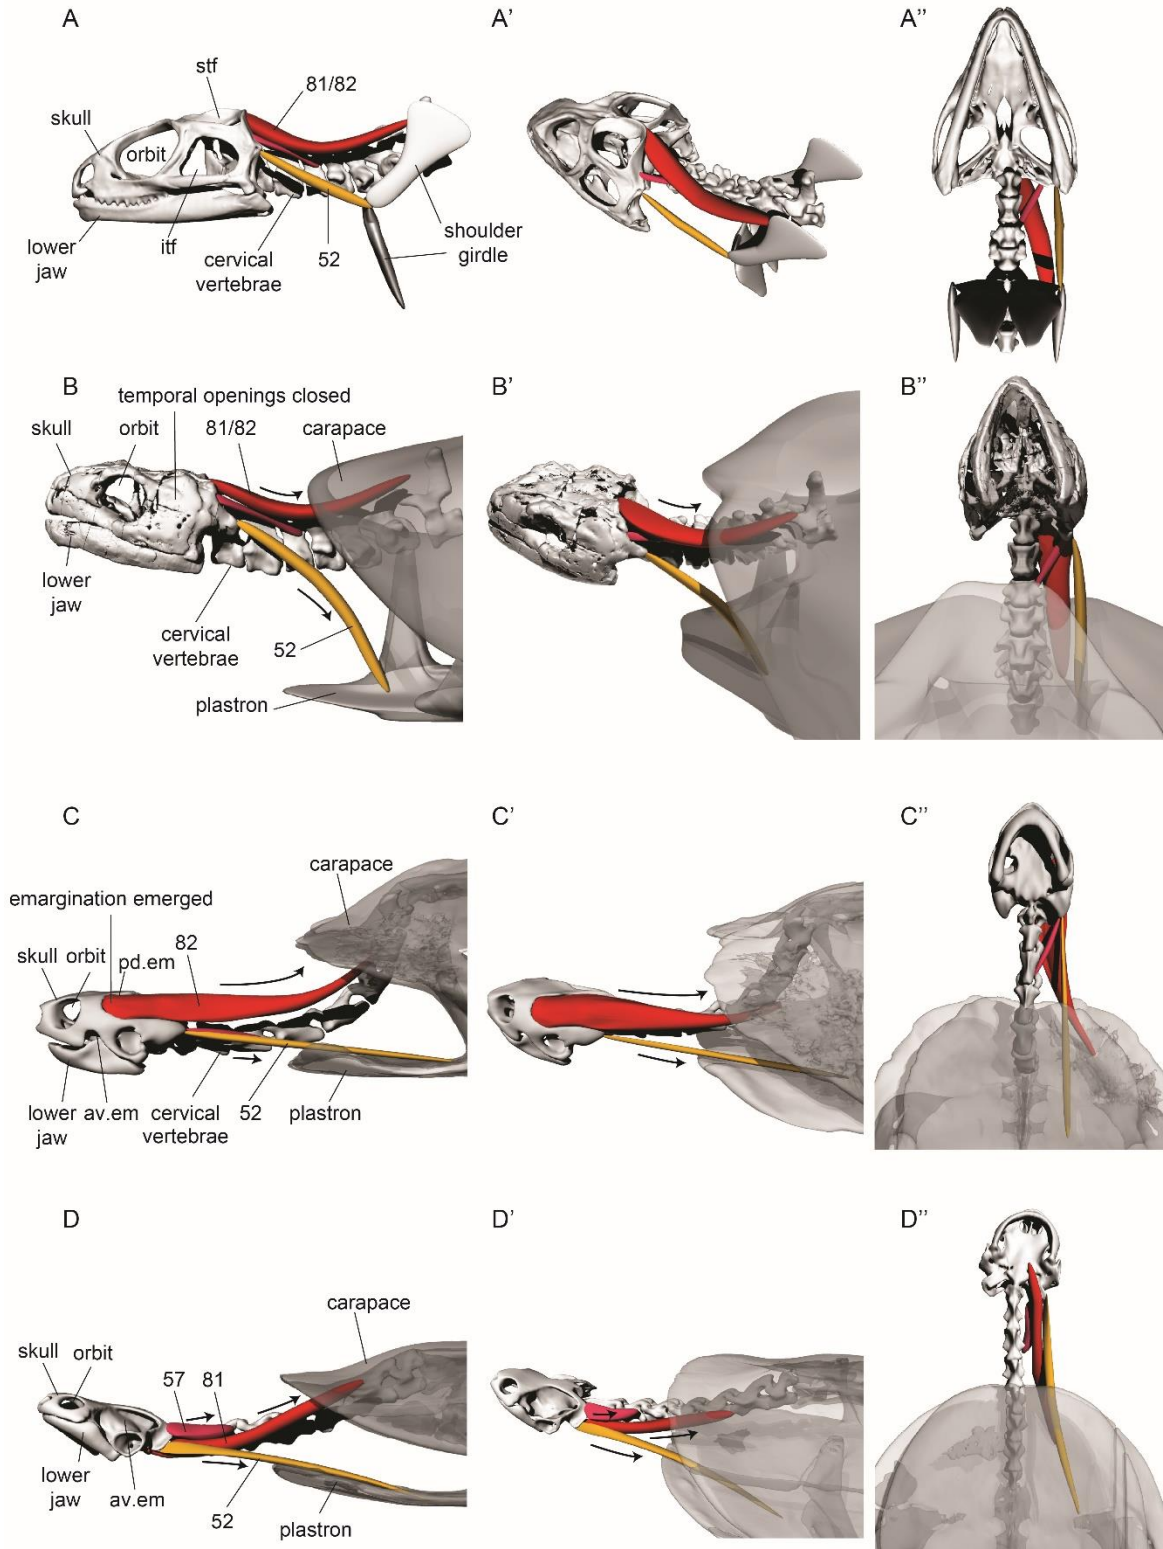 A
A'
A''
stf
81/82
skull
orbit
lower
jaw
itf
cervical
vertebrae
52
shoulder
girdle
B
B'
B''
temporal openings closed
skull
orbit
81/82
carapace
lower
jaw
cervical
vertebrae
52
plastron
C
C'
C''
carapace
emargination emerged
skull orbit
pd.em
82
lower
jaw
av.em
cervical
vertebrae
52
plastron
D
D'
D''
carapace
skull
orbit
57
81
lower
jaw
av.em
52
plastron